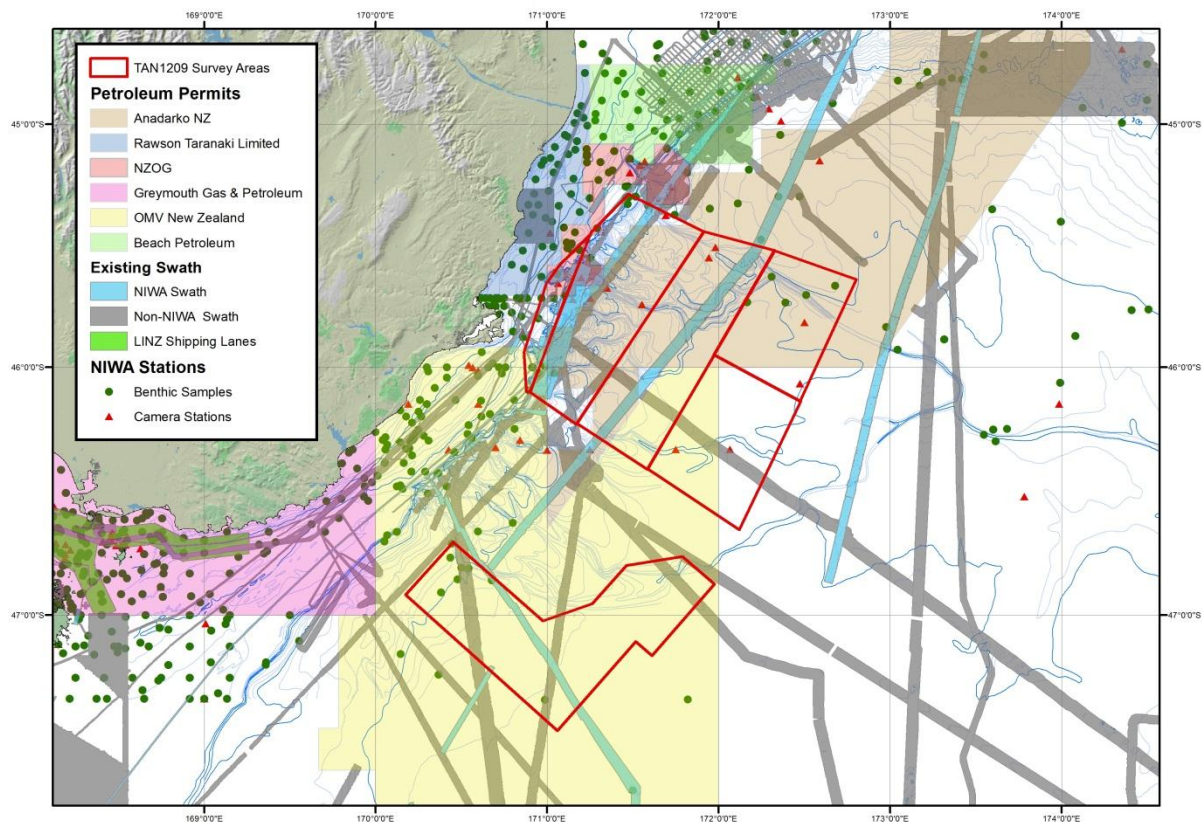 169°0'0"E
170°0'0"E
171°0'0"E
172°0'0"E
173°0'0"E
174°0'0"E
TAN1209 Survey Areas
Petroleum Permits
Anadarko NZ
Rawson Taranaki Limited
NZOG
Greymouth Gas & Petroleum
OMV New Zealand
Beach Petroleum
Existing Swath
NIWA Swath
Non-NIWA Swath
LINZ Shipping Lanes
NIWA Stations
Benthic Samples
Camera Stations
45°0'0"S
45°0'0"S
46°0'0"S
46°0'0"S
47°0'0"S
47°0'0"S
169°0'0"E
170°0'0"E
171°0'0"E
172°0'0"E
173°0'0"E
174°0'0"E